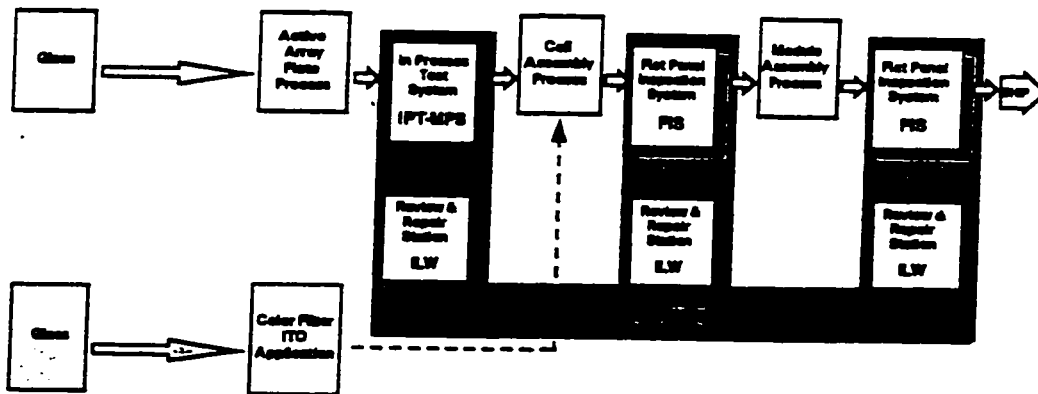 Glass
Active
Array
Plate
Process
In Process
Test
System
IPT-MPS
Cell
Assembly
Process
Flat Panel
Inspection
System
FIS
Module
Assembly
Process
Flat Panel
Inspection
System
FIS
SHIP
Review &
Repair
Station
ILW
Review &
Repair
Station
ILW
Review &
Repair
Station
ILW
Glass
Color Filter
ITO
Application